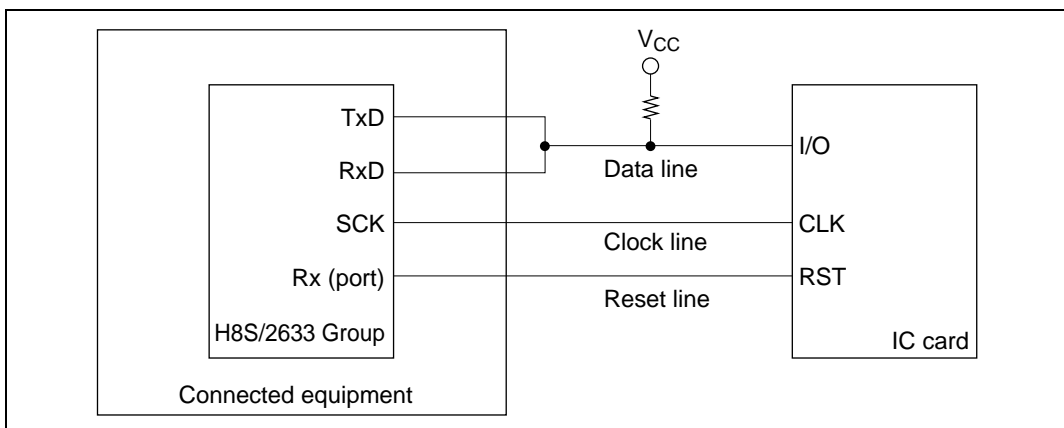 VCC
TxD
I/O
RxD
Data line
SCK
CLK
Clock line
Rx (port)
RST
Reset line
H8S/2633 Group
IC card
Connected equipment